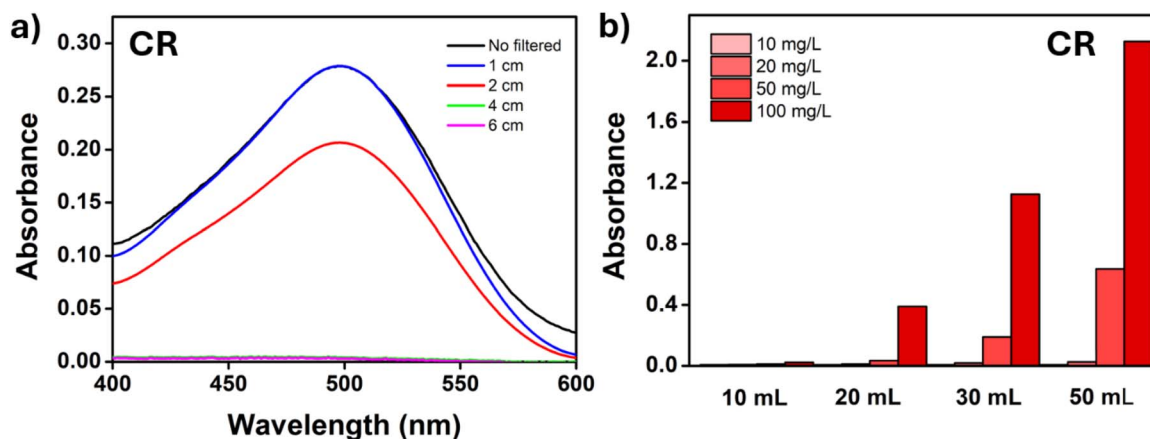 a)
CR
No filtered
1 cm
2 cm
4 cm
6 cm
0.30
0.25
0.20
0.15
0.10
0.05
0.00
Absorbance
400
450
500
550
600
Wavelength (nm)
b)
CR
10 mg/L
20 mg/L
50 mg/L
100 mg/L
2.0
1.6
1.2
0.8
0.4
0.0
Absorbance
10 mL
20 mL
30 mL
50 mL